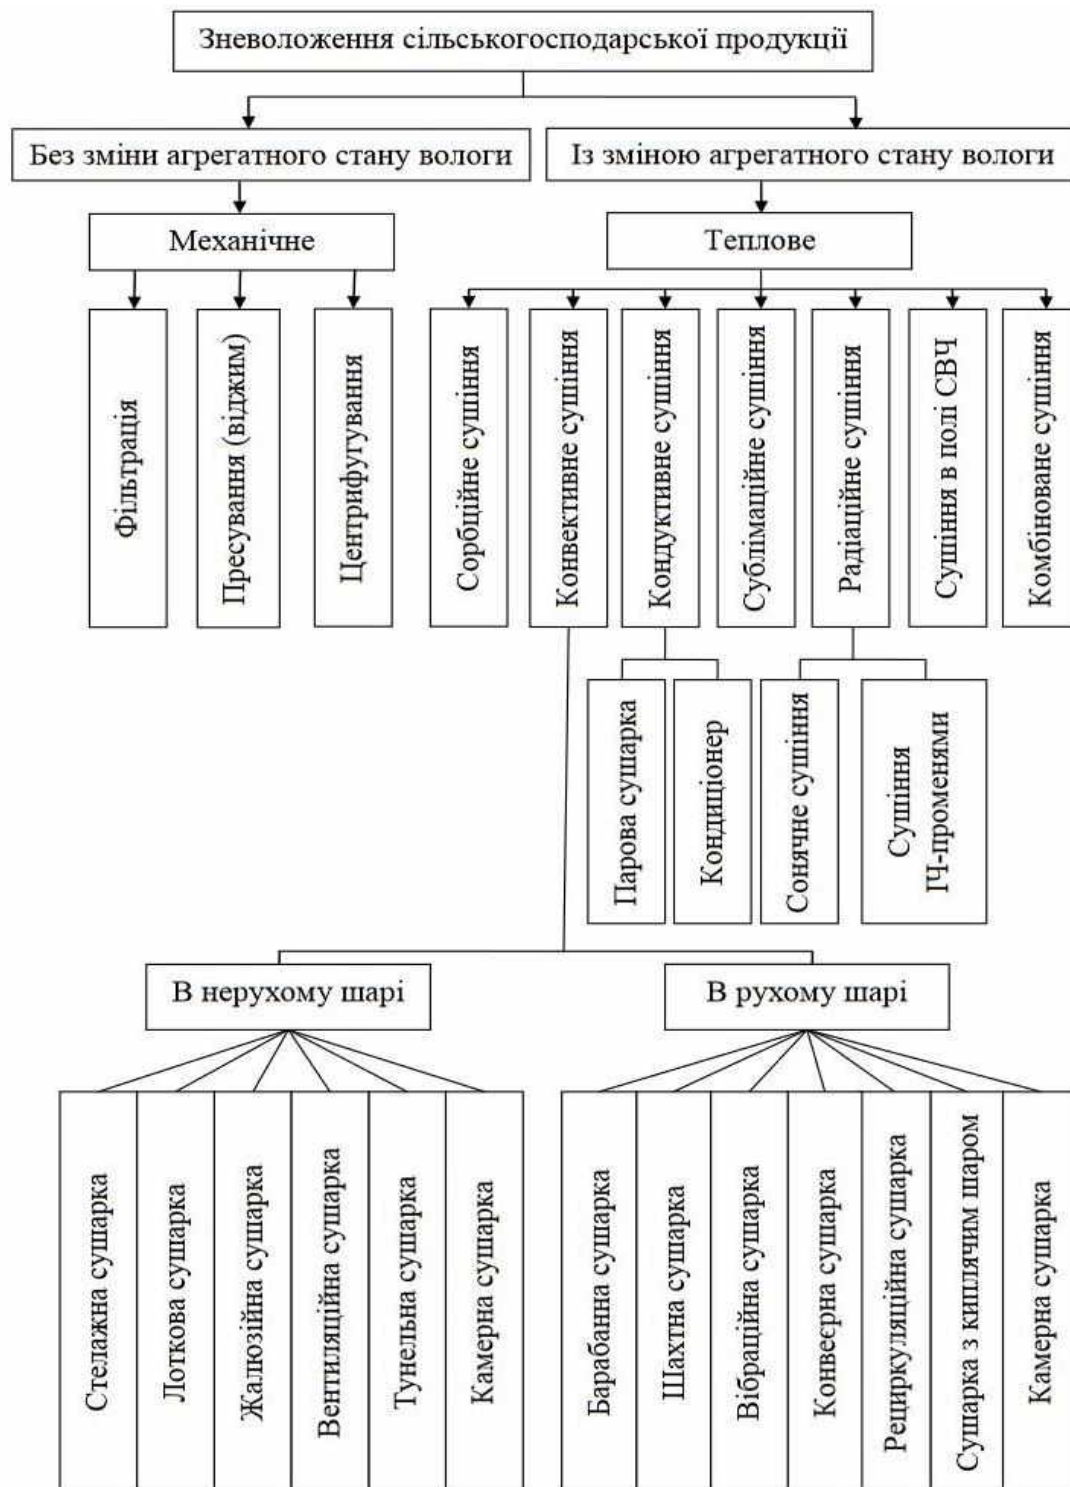 Зневоложення сільськогосподарської продукції
Без зміни агрегатного стану вологи
Із зміною агрегатного стану вологи
Механічне
Теплове
Фільтрація
Пресування (віджим)
Центрифугування
Сорбційне сушіння
Конвективне сушіння
Кондуктивне сушіння
Сублімаційне сушіння
Радіаційне сушіння
Сушіння в полі СВЧ
Комбіноване сушіння
Парова сушарка
Кондиціонер
Сонячне сушіння
Сушіння
ІЧ-променями
В нерухому шарі
В рухому шарі
Стелажна сушарка
Лоткова сушарка
Жалюзійна сушарка
Вентиляційна сушарка
Тунельна сушарка
Камерна сушарка
Барабанна сушарка
Шахтна сушарка
Вібраційна сушарка
Конвеєрна сушарка
Рециркуляційна сушарка
Сушарка з киплячим шаром
Камерна сушарка